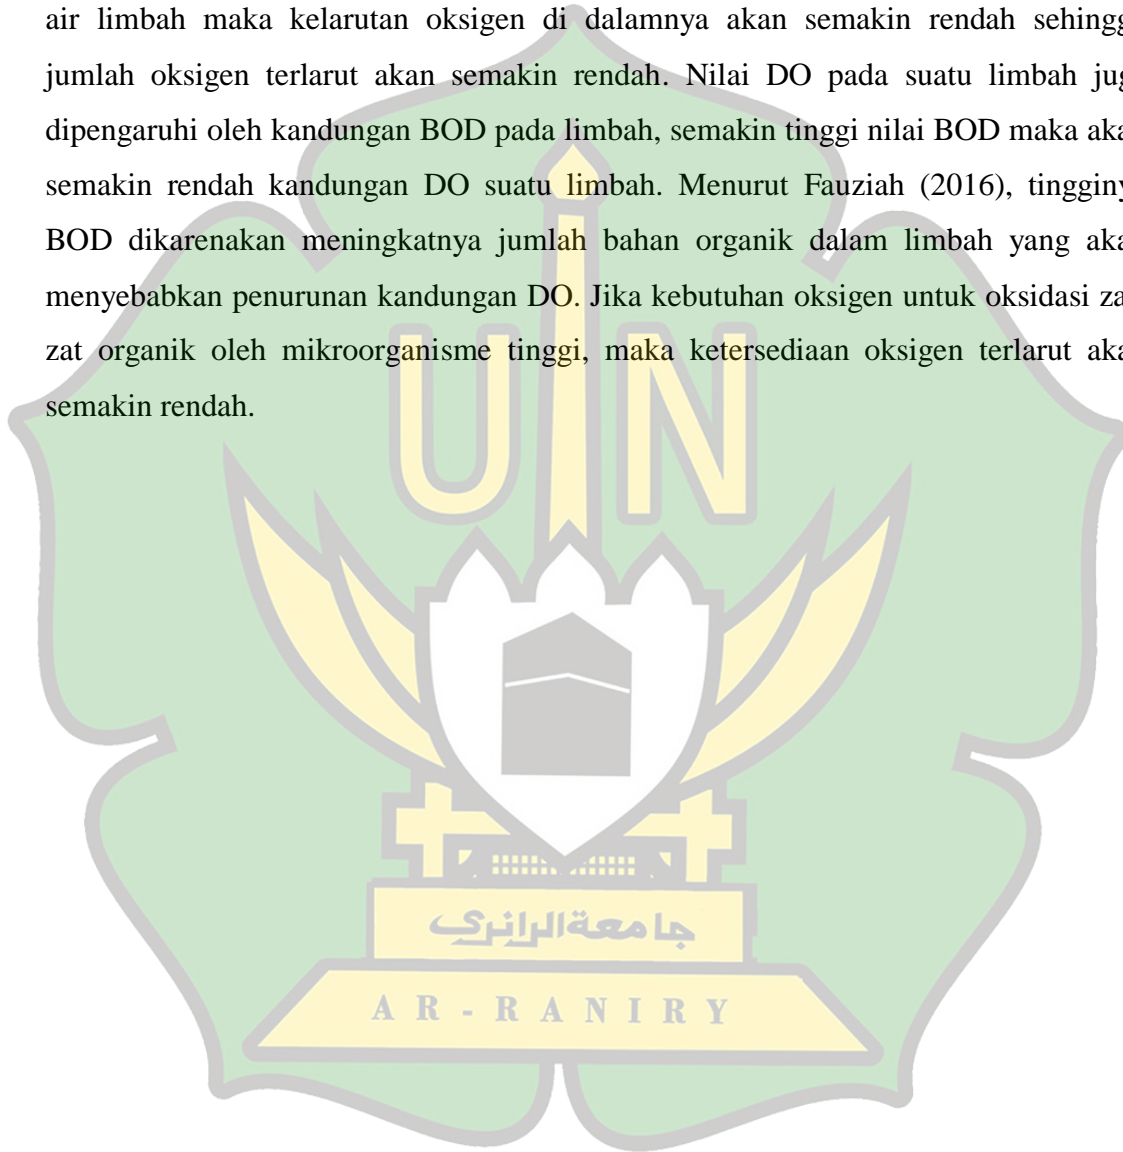 air limbah maka kelarutan oksigen di dalamnya akan semakin rendah sehingg
jumlah oksigen terlarut akan semakin rendah. Nilai DO pada suatu limbah jug
dipengaruhi oleh kandungan BOD pada limbah, semakin tinggi nilai BOD maka aka
semakin rendah kandungan DO suatu limbah. Menurut Fauziah (2016), tingginy
BOD dikarenakan meningkatnya jumlah bahan organik dalam limbah yang aka
menyebabkan penurunan kandungan DO. Jika kebutuhan oksigen untuk oksidasi za
zat organik oleh mikroorganisme tinggi, maka ketersediaan oksigen terlarut aka
semakin rendah.
UIN
جامعة الرانري
AR-RANIRY